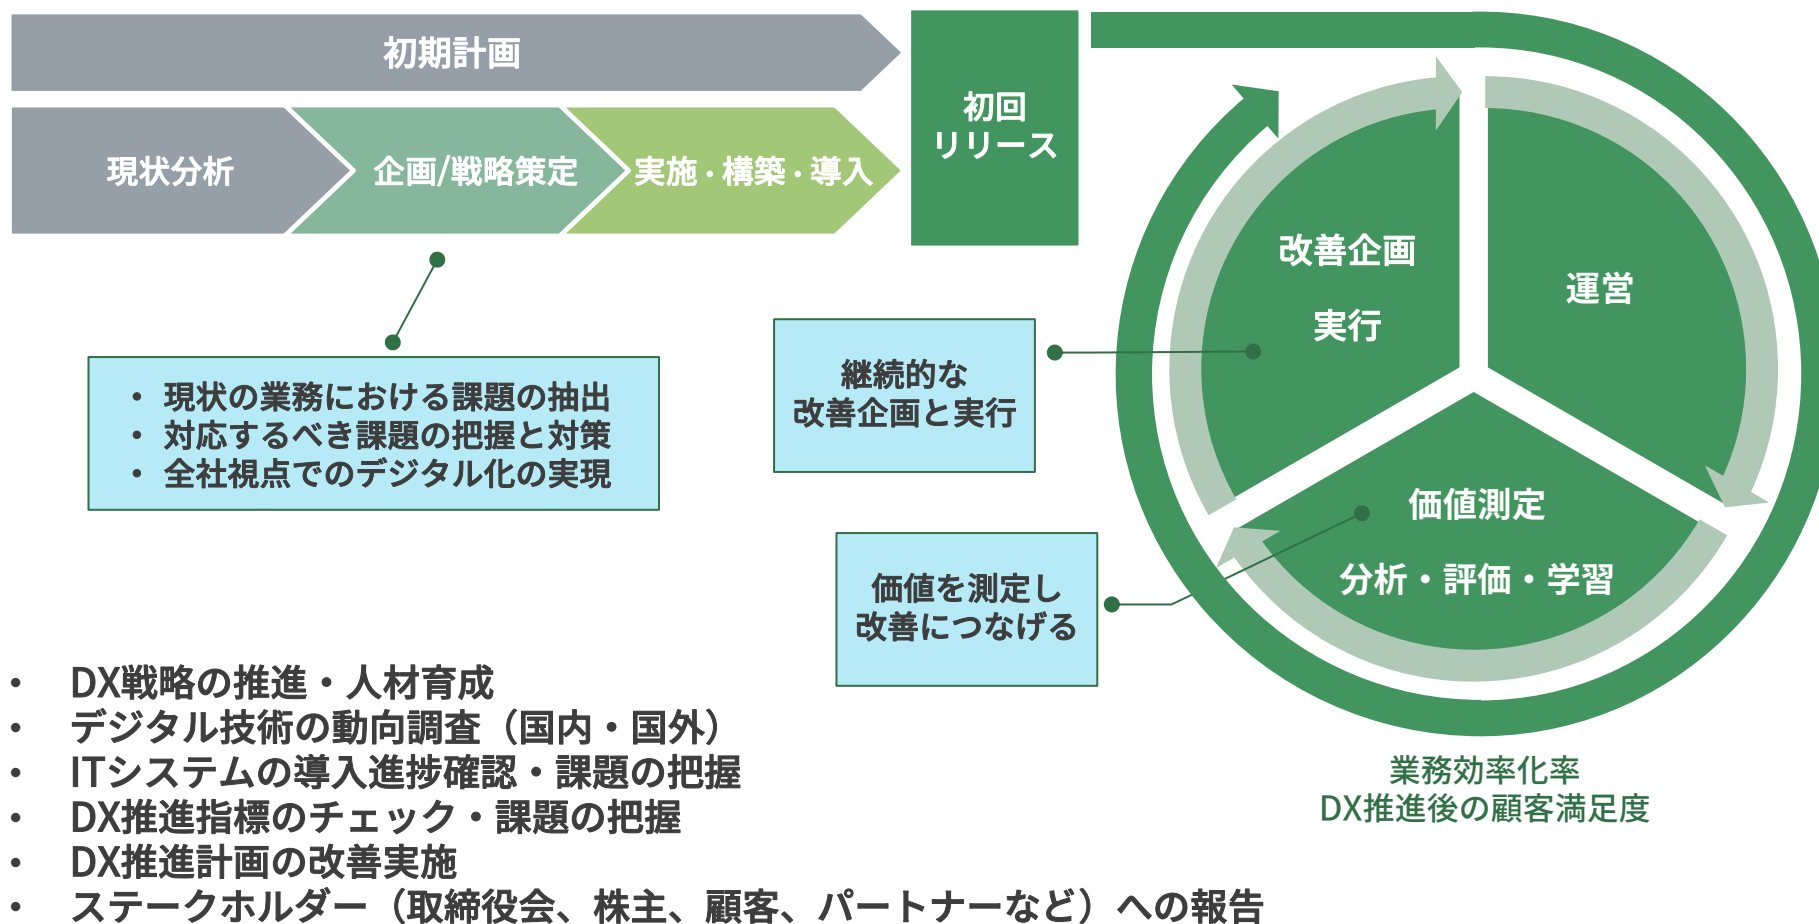 初期計画
現状分析
企画/戦略策定
実施・構築・導入
初回
リリース
改善企画
実行
運営
価値測定
分析・評価・学習
継続的な
改善企画と実行
価値を測定し
改善につなげる
• 現状の業務における課題の抽出
• 対応するべき課題の把握と対策
• 全社視点でのデジタル化の実現
業務効率化率
DX推進後の顧客満足度
• DX戦略の推進・人材育成
• デジタル技術の動向調査（国内・国外）
• ITシステムの導入進捗確認・課題の把握
• DX推進指標のチェック・課題の把握
• DX推進計画の改善実施
• ステークホルダー（取締役会、株主、顧客、パートナーなど）への報告